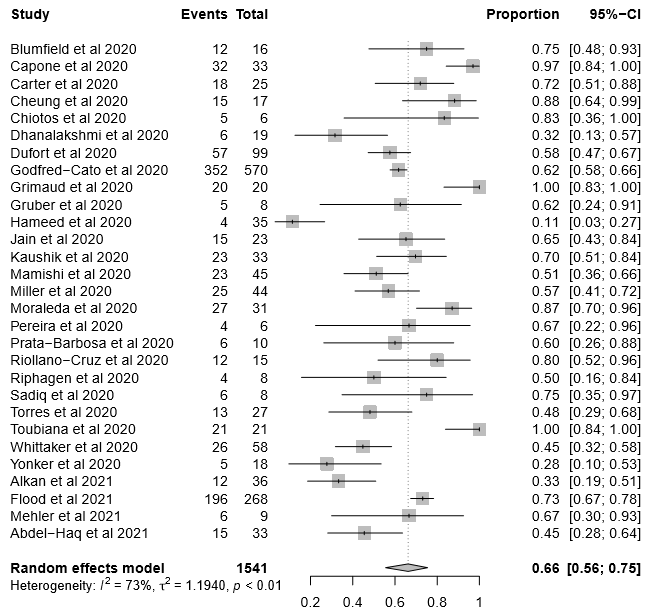 Study Events Total Proportion 95%−CI
Blumfield et al 2020 12 16 0.75 [0.48; 0.93]
Capone et al 2020 32 33 0.97 [0.84; 1.00]
Carter et al 2020 18 25 0.72 [0.51; 0.88]
Cheung et al 2020 15 17 0.88 [0.64; 0.99]
Chiotos et al 2020 5 6 0.83 [0.36; 1.00]
Dhanalakshmi et al 2020 6 19 0.32 [0.13; 0.57]
Dufort et al 2020 57 99 0.58 [0.47; 0.67]
Godfred−Cato et al 2020 352 570 0.62 [0.58; 0.66]
Grimaud et al 2020 20 20 1.00 [0.83; 1.00]
Gruber et al 2020 5 8 0.62 [0.24; 0.91]
Hameed et al 2020 4 35 0.11 [0.03; 0.27]
Jain et al 2020 15 23 0.65 [0.43; 0.84]
Kaushik et al 2020 23 33 0.70 [0.51; 0.84]
Mamishi et al 2020 23 45 0.51 [0.36; 0.66]
Miller et al 2020 25 44 0.57 [0.41; 0.72]
Moraleda et al 2020 27 31 0.87 [0.70; 0.96]
Pereira et al 2020 4 6 0.67 [0.22; 0.96]
Prata−Barbosa et al 2020 6 10 0.60 [0.26; 0.88]
Riollano−Cruz et al 2020 12 15 0.80 [0.52; 0.96]
Riphagen et al 2020 4 8 0.50 [0.16; 0.84]
Sadiq et al 2020 6 8 0.75 [0.35; 0.97]
Torres et al 2020 13 27 0.48 [0.29; 0.68]
Toubiana et al 2020 21 21 1.00 [0.84; 1.00]
Whittaker et al 2020 26 58 0.45 [0.32; 0.58]
Yonker et al 2020 5 18 0.28 [0.10; 0.53]
Alkan et al 2021 12 36 0.33 [0.19; 0.51]
Flood et al 2021 196 268 0.73 [0.67; 0.78]
Mehler et al 2021 6 9 0.67 [0.30; 0.93]
Abdel−Haq et al 2021 15 33 0.45 [0.28; 0.64]
Random effects model 1541 0.66 [0.56; 0.75]
Heterogeneity: I² = 73%, τ² = 1.1940, p < 0.01
0.2 0.4 0.6 0.8 1